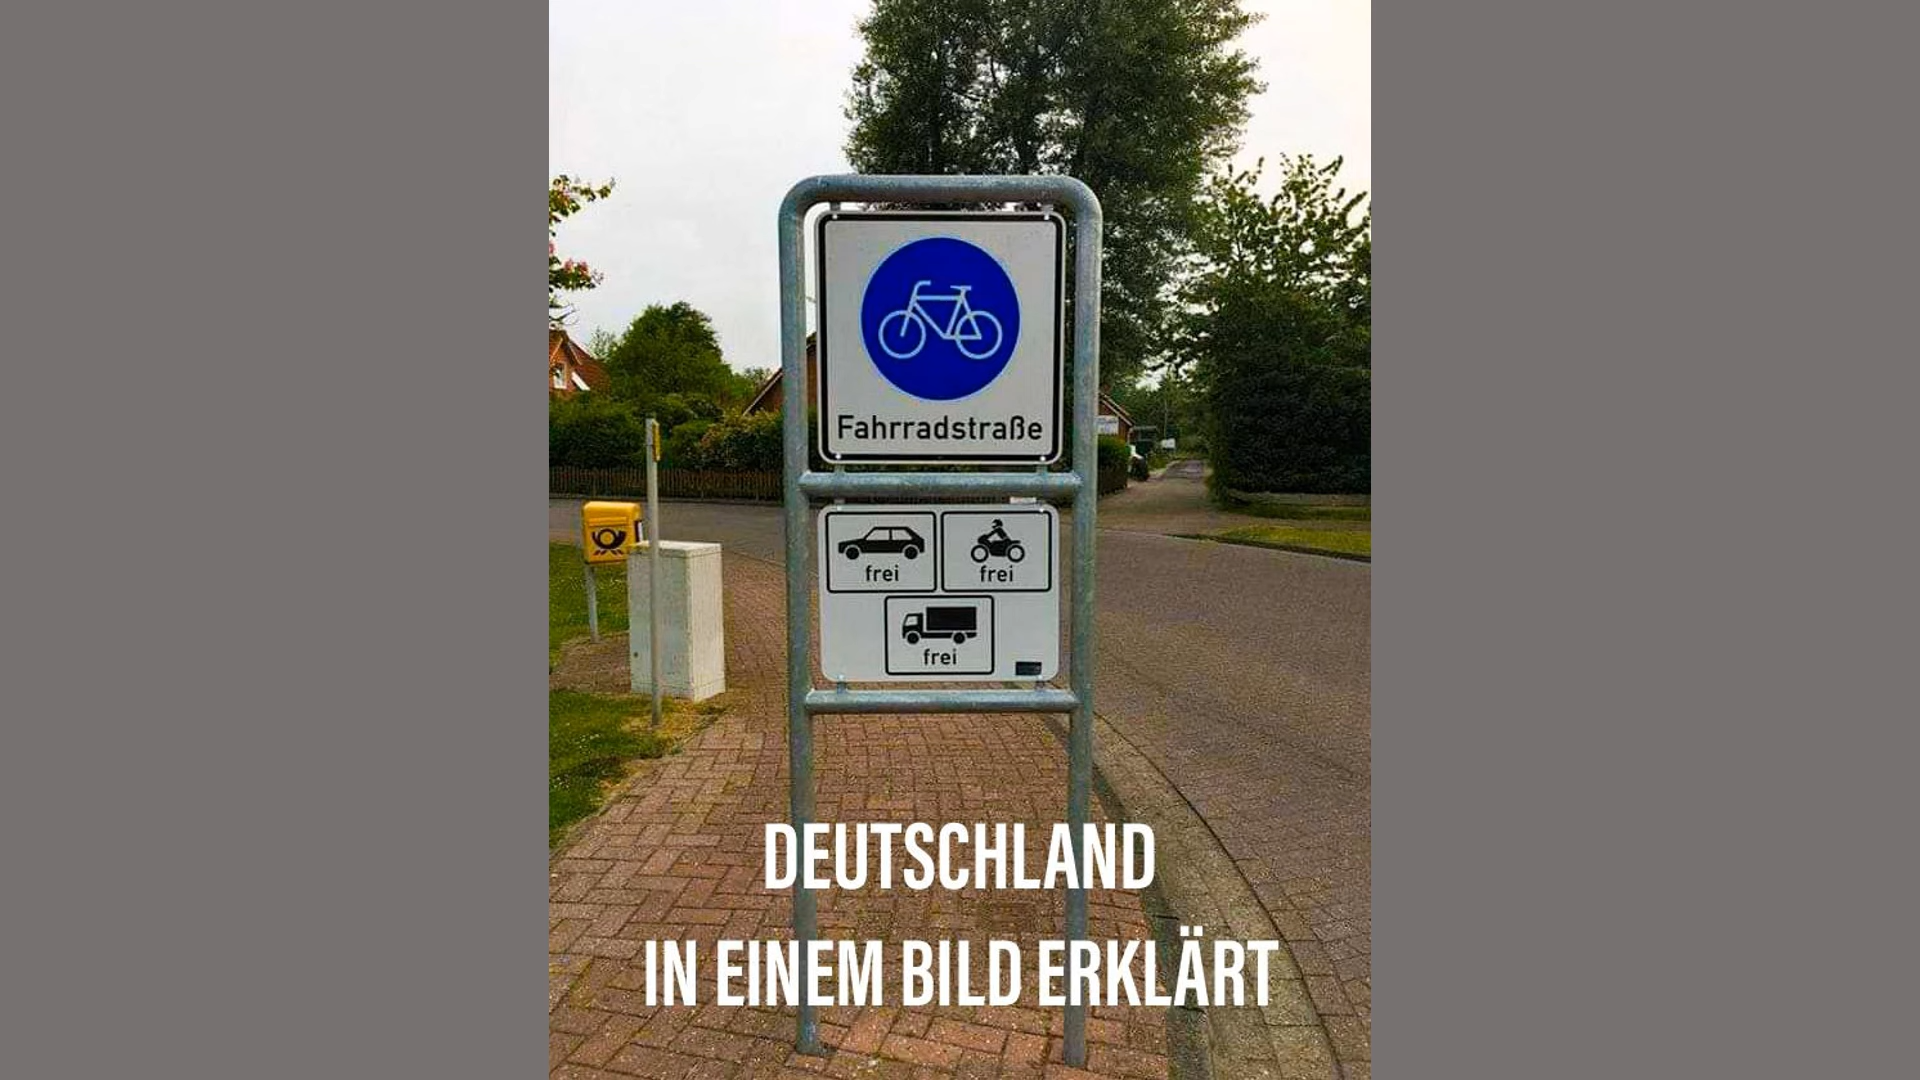 Fahrradstraße
frei
frei
frei
DEUTSCHLAND
IN EINEM BILD ERKLÄRT